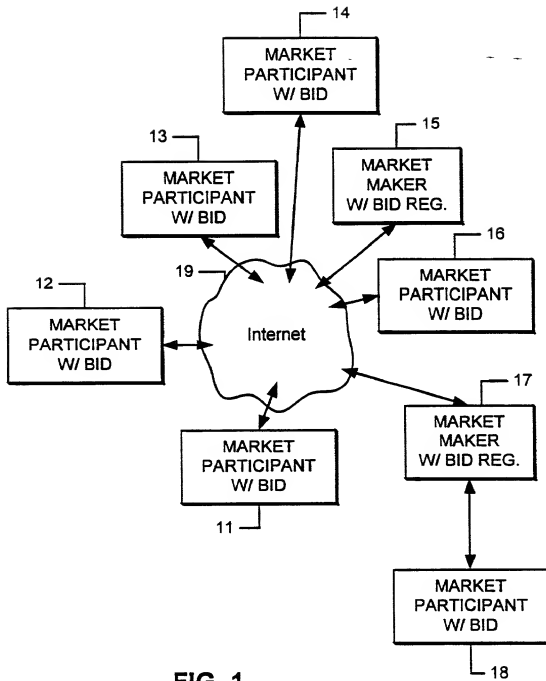 14
MARKET
PARTICIPANT
W/ BID
13
MARKET
PARTICIPANT
W/ BID
15
MARKET
MAKER
W/ BID REG.
16
MARKET
PARTICIPANT
W/ BID
12
MARKET
PARTICIPANT
W/ BID
19
Internet
17
MARKET
MAKER
W/ BID REG.
MARKET
PARTICIPANT
W/ BID
11
MARKET
PARTICIPANT
W/ BID
18
FIG. 1